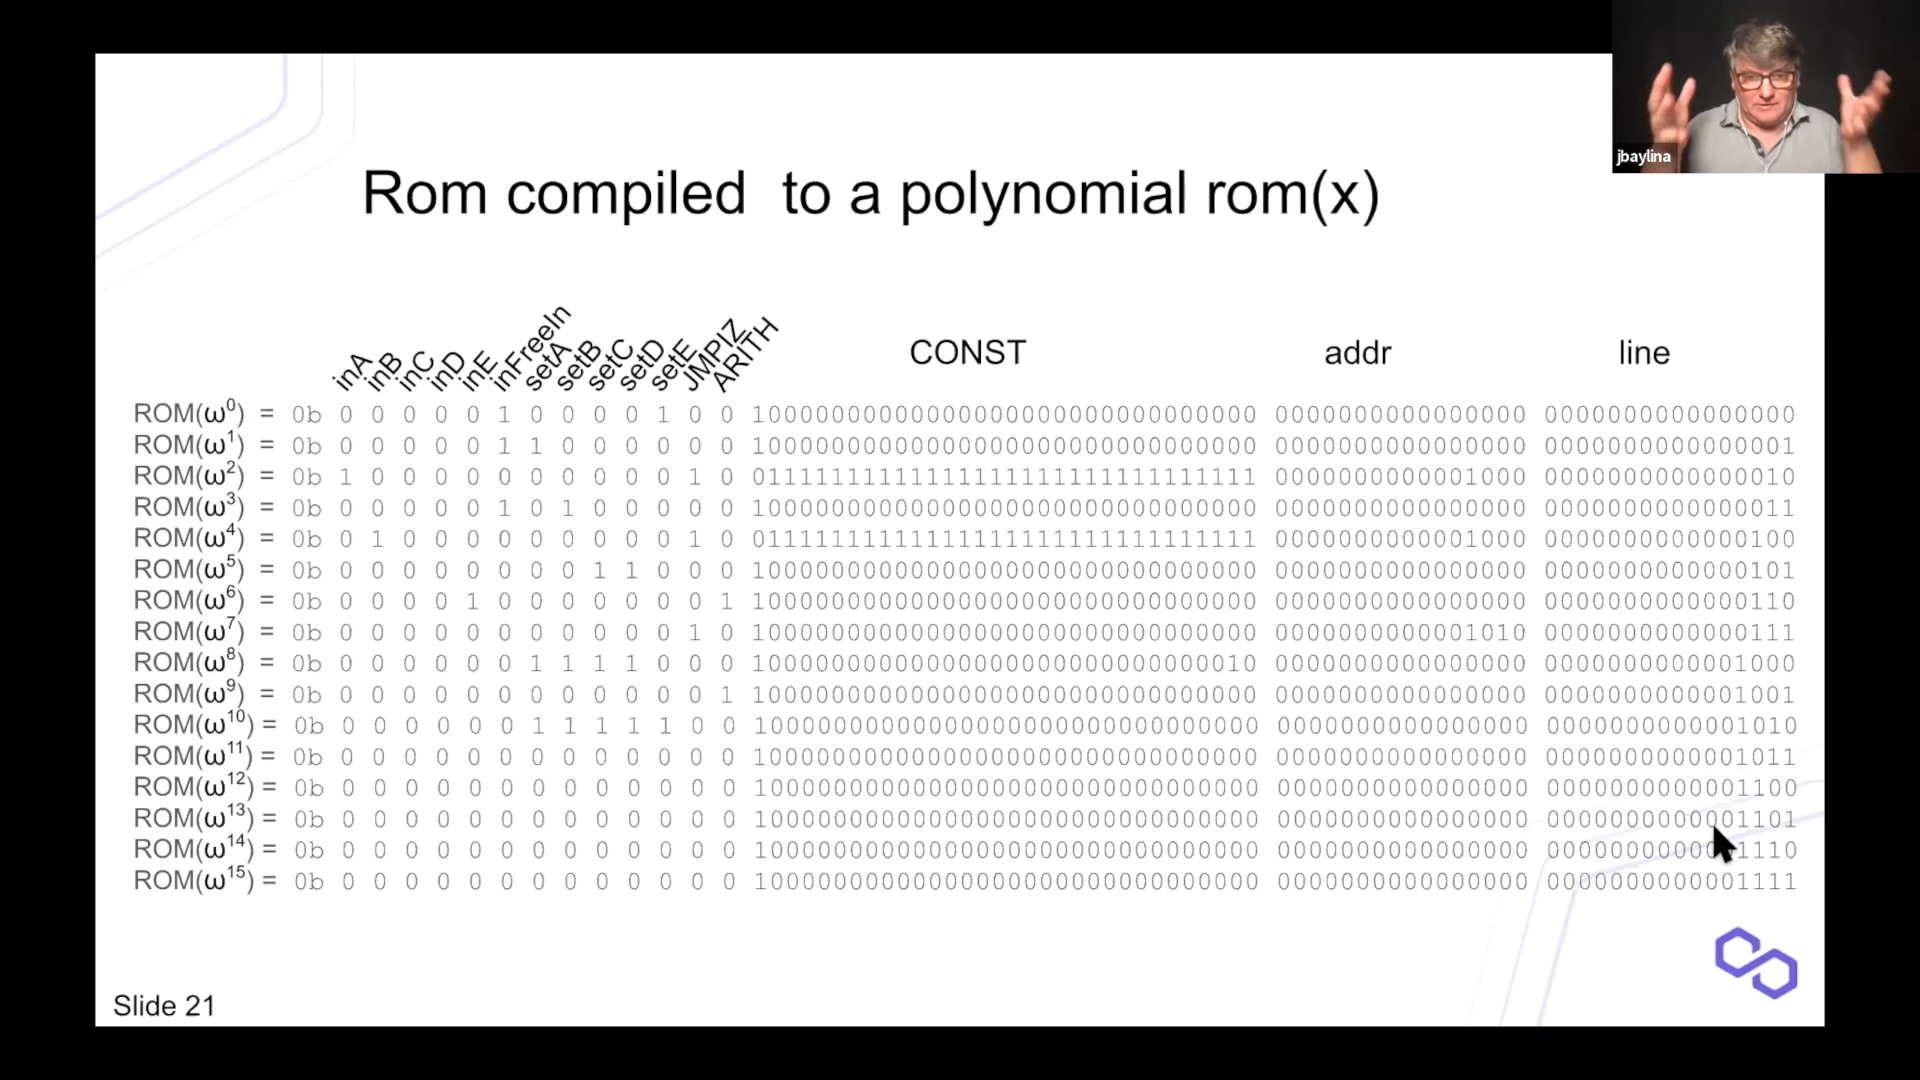 jbaylina
Rom compiled to a polynomial rom(x)
inA inB inC inD inE inFreeIn setA setB setC setD setE JMPIZ ARITH CONST addr line
ROM(ω⁰) = 0b 0 0 0 0 0 1 0 0 0 0 1 0 0 10000000000000000000000000000000 0000000000000000 0000000000000000
ROM(ω¹) = 0b 0 0 0 0 0 1 1 0 0 0 0 0 0 10000000000000000000000000000000 0000000000000000 0000000000000001
ROM(ω²) = 0b 1 0 0 0 0 0 0 0 0 0 0 1 0 01111111111111111111111111111111 0000000000001000 0000000000000010
ROM(ω³) = 0b 0 0 0 0 0 1 0 1 0 0 0 0 0 10000000000000000000000000000000 0000000000000000 0000000000000011
ROM(ω⁴) = 0b 0 1 0 0 0 0 0 0 0 0 0 1 0 01111111111111111111111111111111 0000000000001000 0000000000000100
ROM(ω⁵) = 0b 0 0 0 0 0 0 0 0 1 1 0 0 0 10000000000000000000000000000000 0000000000000000 0000000000000101
ROM(ω⁶) = 0b 0 0 0 0 1 0 0 0 0 0 0 0 1 10000000000000000000000000000000 0000000000000000 0000000000000110
ROM(ω⁷) = 0b 0 0 0 0 0 0 0 0 0 0 0 1 0 10000000000000000000000000000000 0000000000001010 0000000000000111
ROM(ω⁸) = 0b 0 0 0 0 0 0 1 1 1 1 0 0 0 10000000000000000000000000000010 0000000000000000 0000000000001000
ROM(ω⁹) = 0b 0 0 0 0 0 0 0 0 0 0 0 0 1 10000000000000000000000000000000 0000000000000000 0000000000001001
ROM(ω¹⁰) = 0b 0 0 0 0 0 0 1 1 1 1 1 0 0 10000000000000000000000000000000 0000000000000000 0000000000001010
ROM(ω¹¹) = 0b 0 0 0 0 0 0 0 0 0 0 0 0 0 10000000000000000000000000000000 0000000000000000 0000000000001011
ROM(ω¹²) = 0b 0 0 0 0 0 0 0 0 0 0 0 0 0 10000000000000000000000000000000 0000000000000000 0000000000001100
ROM(ω¹³) = 0b 0 0 0 0 0 0 0 0 0 0 0 0 0 10000000000000000000000000000000 0000000000000000 0000000000001101
ROM(ω¹⁴) = 0b 0 0 0 0 0 0 0 0 0 0 0 0 0 10000000000000000000000000000000 0000000000000000 0000000000001110
ROM(ω¹⁵) = 0b 0 0 0 0 0 0 0 0 0 0 0 0 0 10000000000000000000000000000000 0000000000000000 0000000000001111
Slide 21